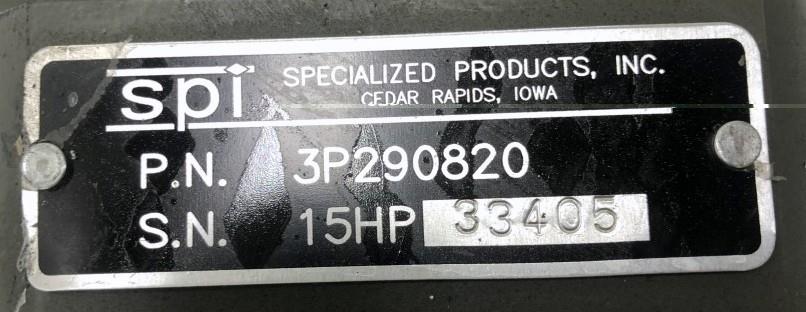 spi
SPECIALIZED PRODUCTS, INC.
CEDAR RAPIDS, IOWA
P.N. 3P290820
S.N. 15HP 33405